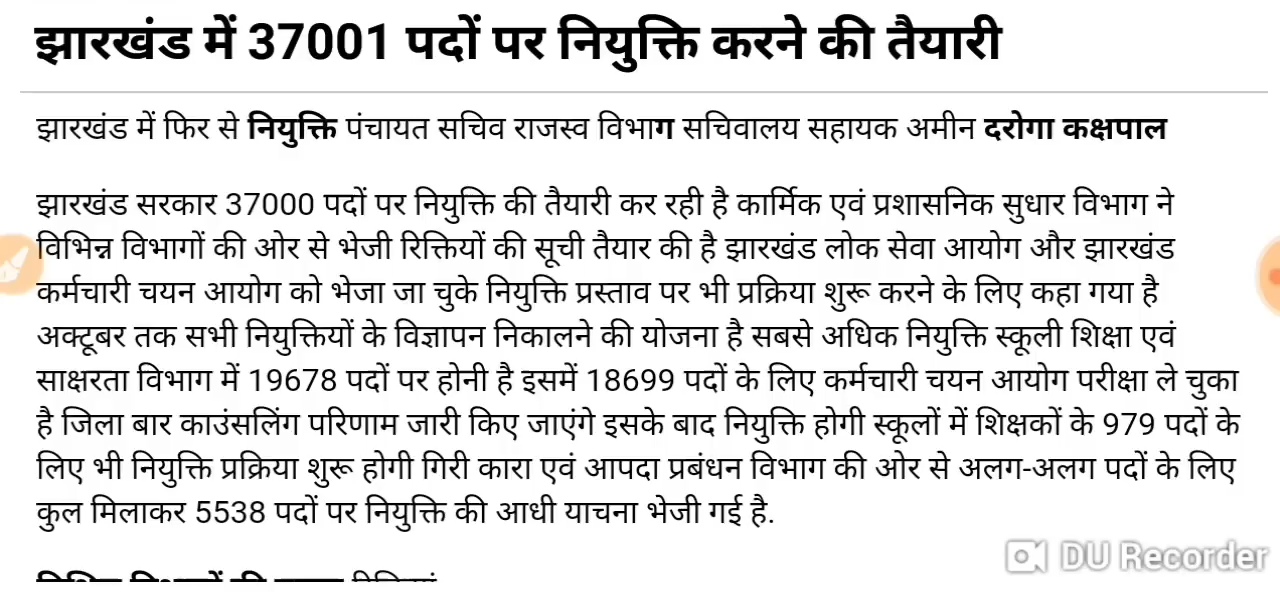 झारखंड में 37001 पदों पर नियुक्ति करने की तैयारी
झारखंड में फिर से नियुक्ति पंचायत सचिव राजस्व विभाग सचिवालय सहायक अमीन दरोगा कक्षपाल
झारखंड सरकार 37000 पदों पर नियुक्ति की तैयारी कर रही है कार्मिक एवं प्रशासनिक सुधार विभाग ने
विभिन्न विभागों की ओर से भेजी रिक्तियों की सूची तैयार की है झारखंड लोक सेवा आयोग और झारखंड
कर्मचारी चयन आयोग को भेजा जा चुके नियुक्ति प्रस्ताव पर भी प्रक्रिया शुरू करने के लिए कहा गया है
अक्टूबर तक सभी नियुक्तियों के विज्ञापन निकालने की योजना है सबसे अधिक नियुक्ति स्कूली शिक्षा एवं
साक्षरता विभाग में 19678 पदों पर होनी है इसमें 18699 पदों के लिए कर्मचारी चयन आयोग परीक्षा ले चुका
है जिला बार काउंसलिंग परिणाम जारी किए जाएंगे इसके बाद नियुक्ति होगी स्कूलों में शिक्षकों के 979 पदों के
लिए भी नियुक्ति प्रक्रिया शुरू होगी गिरी कारा एवं आपदा प्रबंधन विभाग की ओर से अलग-अलग पदों के लिए
कुल मिलाकर 5538 पदों पर नियुक्ति की आधी याचना भेजी गई है.
DU Recorder